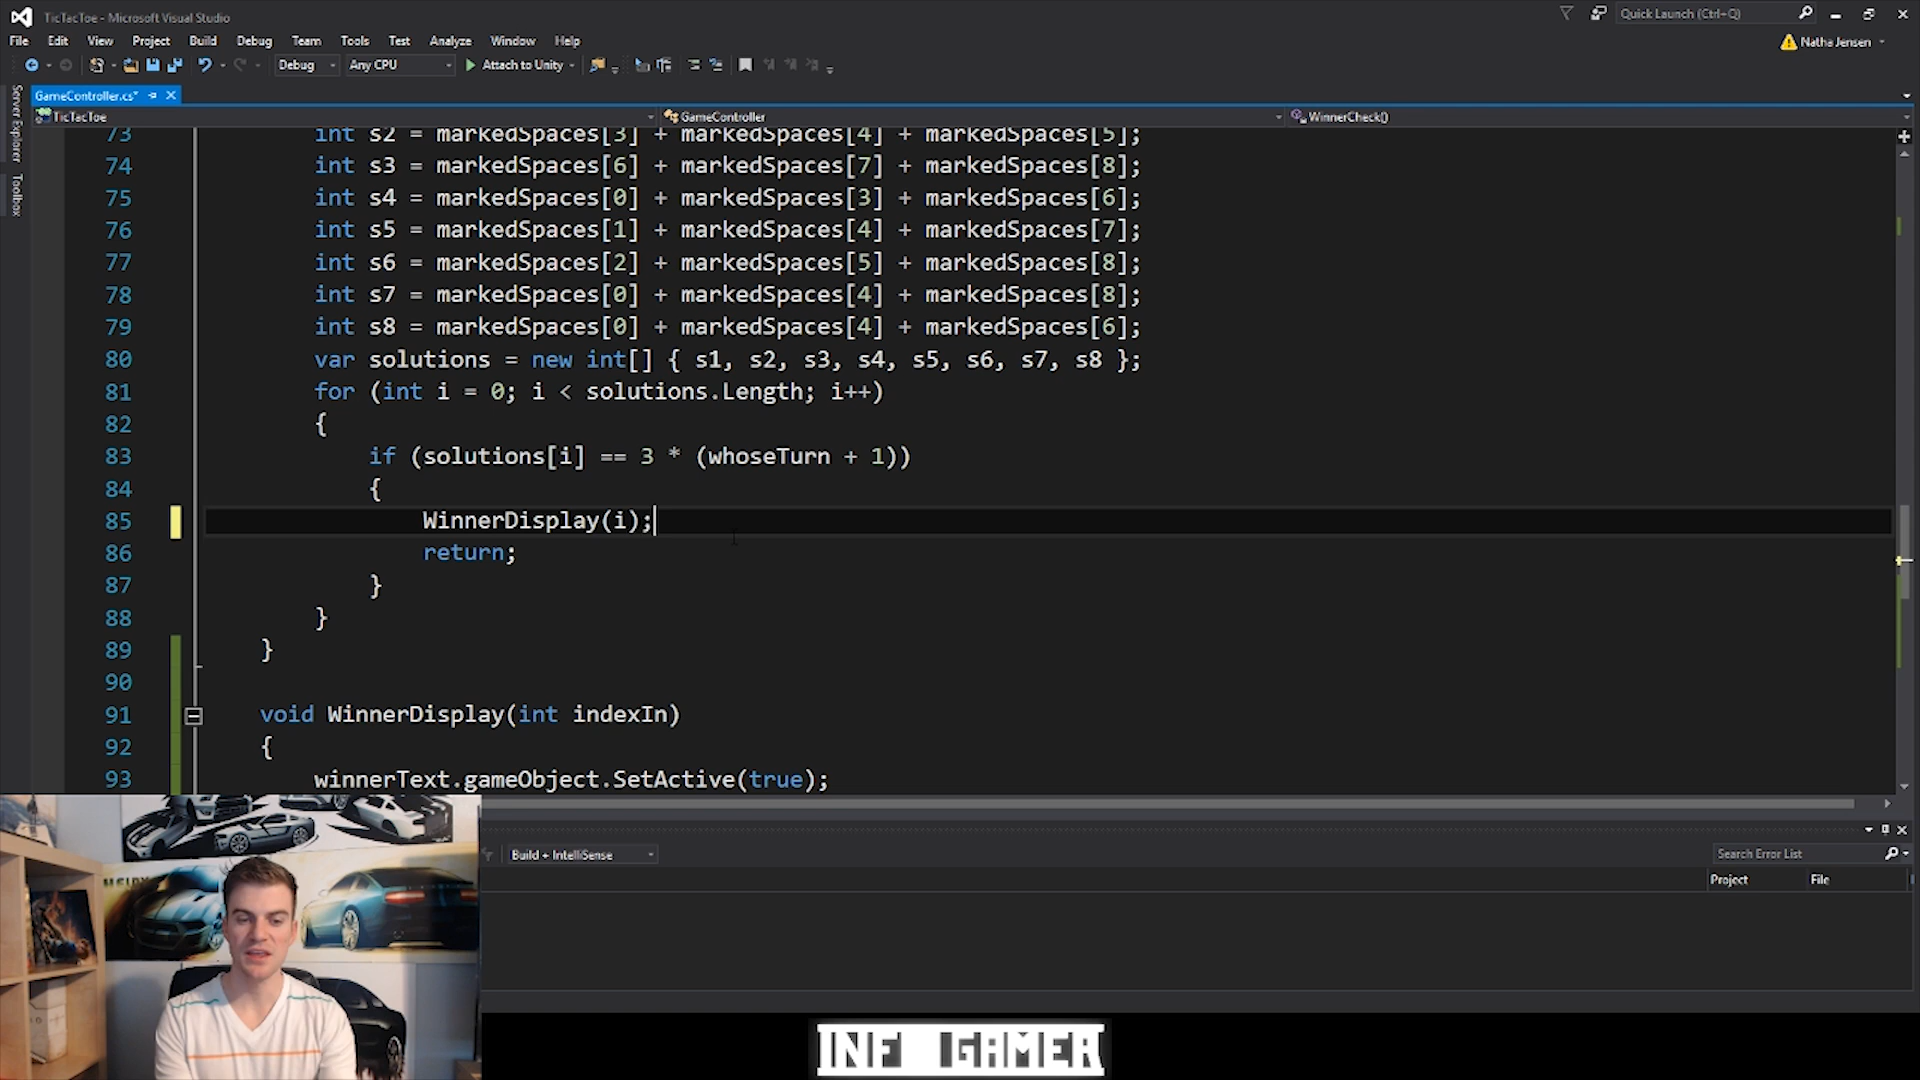 TicTacToe - Microsoft Visual Studio
Quick Launch (Ctrl+Q)
File Edit View Project Build Debug Team Tools Test Analyze Window Help
Natha Jensen
Debug Any CPU Attach to Unity
Server Explorer
Toolbox
GameController.cs*
TicTacToe GameController WinnerCheck()
73 int s2 = markedSpaces[3] + markedSpaces[4] + markedSpaces[5];
74 int s3 = markedSpaces[6] + markedSpaces[7] + markedSpaces[8];
75 int s4 = markedSpaces[0] + markedSpaces[3] + markedSpaces[6];
76 int s5 = markedSpaces[1] + markedSpaces[4] + markedSpaces[7];
77 int s6 = markedSpaces[2] + markedSpaces[5] + markedSpaces[8];
78 int s7 = markedSpaces[0] + markedSpaces[4] + markedSpaces[8];
79 int s8 = markedSpaces[0] + markedSpaces[4] + markedSpaces[6];
80 var solutions = new int[] { s1, s2, s3, s4, s5, s6, s7, s8 };
81 for (int i = 0; i < solutions.Length; i++)
82 {
83 if (solutions[i] == 3 * (whoseTurn + 1))
84 {
85 WinnerDisplay(i);
86 return;
87 }
88 }
89 }
90
91 void WinnerDisplay(int indexIn)
92 {
93 winnerText.gameObject.SetActive(true);
Build + IntelliSense
Search Error List
Project File
INF GAMER